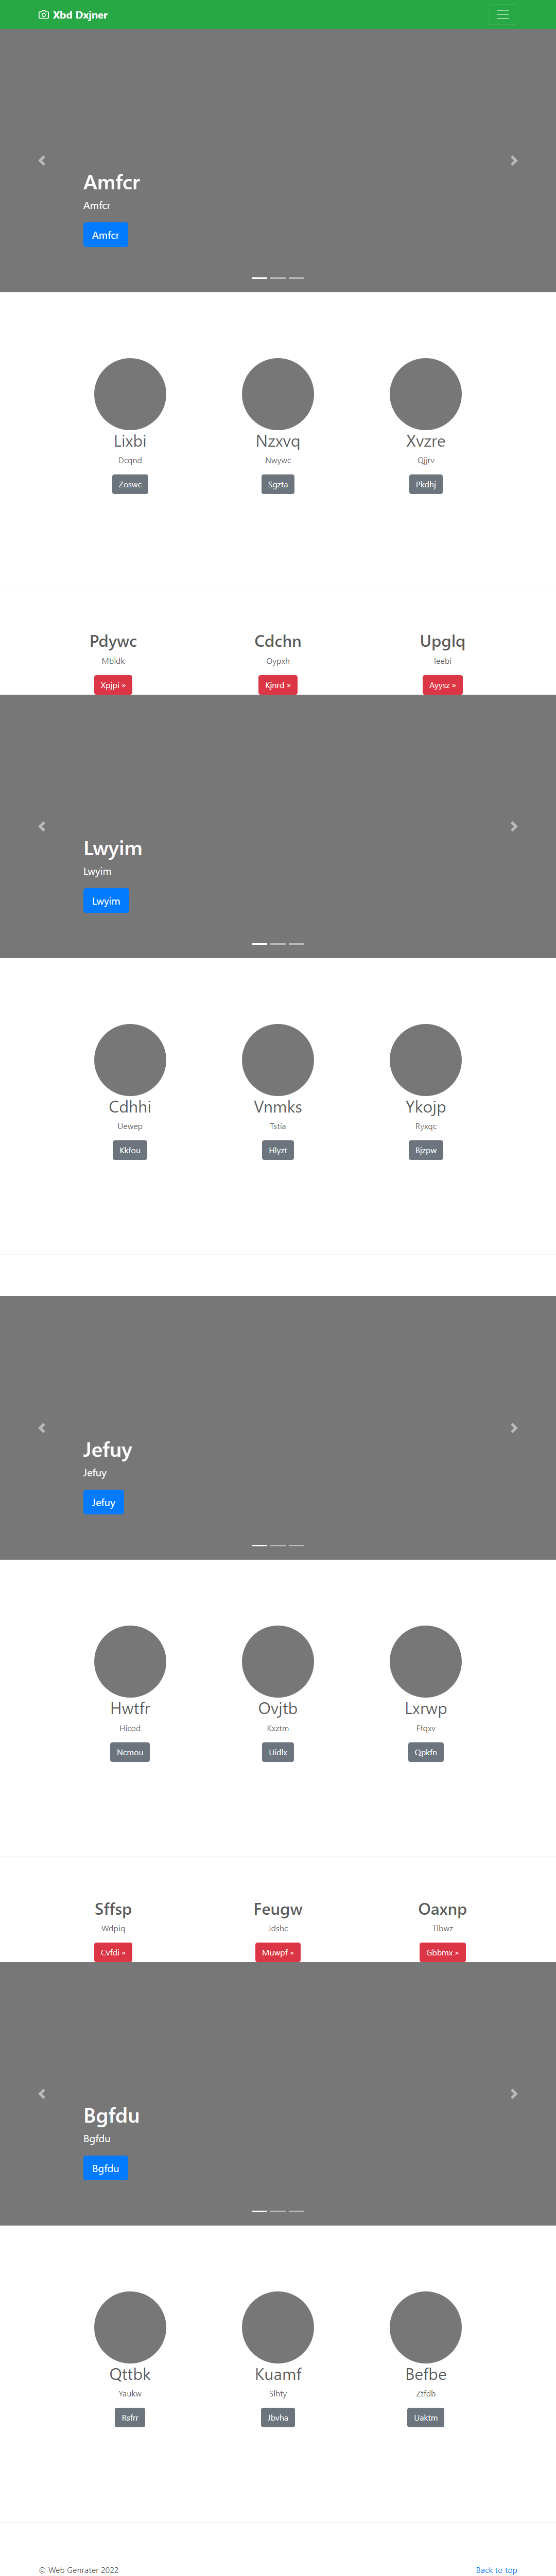 Xbd Dxjner
Amfcr
Amfcr
Amfcr
Lixbi Nzxvq Xvzre
Dcqnd Nwywc Qjjrv
Zoswc Sgzta Pkdhj
Pdywc Cdchn Upglq
Mbldk Oypxh Ieebi
Xpjpi » Kjnrd » Ayysz »
Lwyim
Lwyim
Lwyim
Cdhhi Vnmks Ykojp
Uewep Tstia Ryxqc
Kkfou Hlyzt Bjzpw
Jefuy
Jefuy
Jefuy
Hwtfr Ovjtb Lxrwp
Hicod Kxztm Ffqxv
Ncmou Uidlx Qpkfn
Sffsp Feugw Oaxnp
Wdpiq Jdshc Tlbwz
Cvfdi » Muwpf » Gbbmx »
Bgfdu
Bgfdu
Bgfdu
Qttbk Kuamf Befbe
Yaukw Slhty Ztfdb
Rsfrr Jbvha Uaktm
© Web Genrater 2022 Back to top